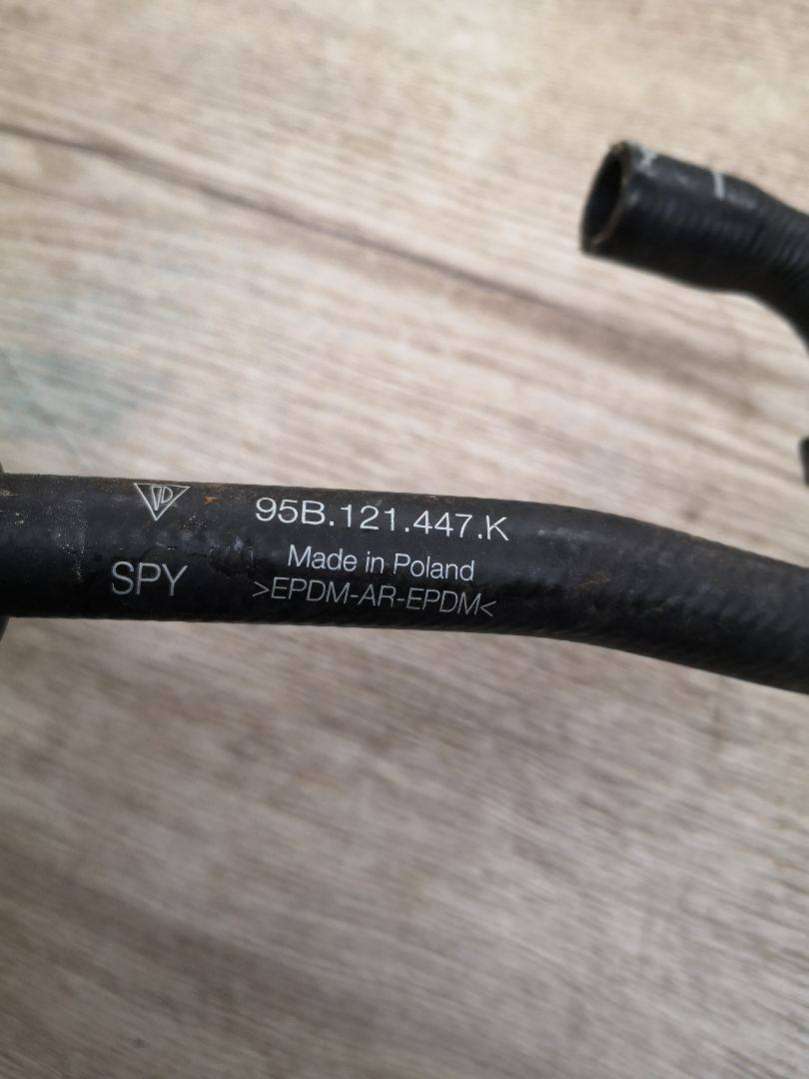 95B.121.447.K
Made in Poland
SPY
>EPDM-AR-EPDM<